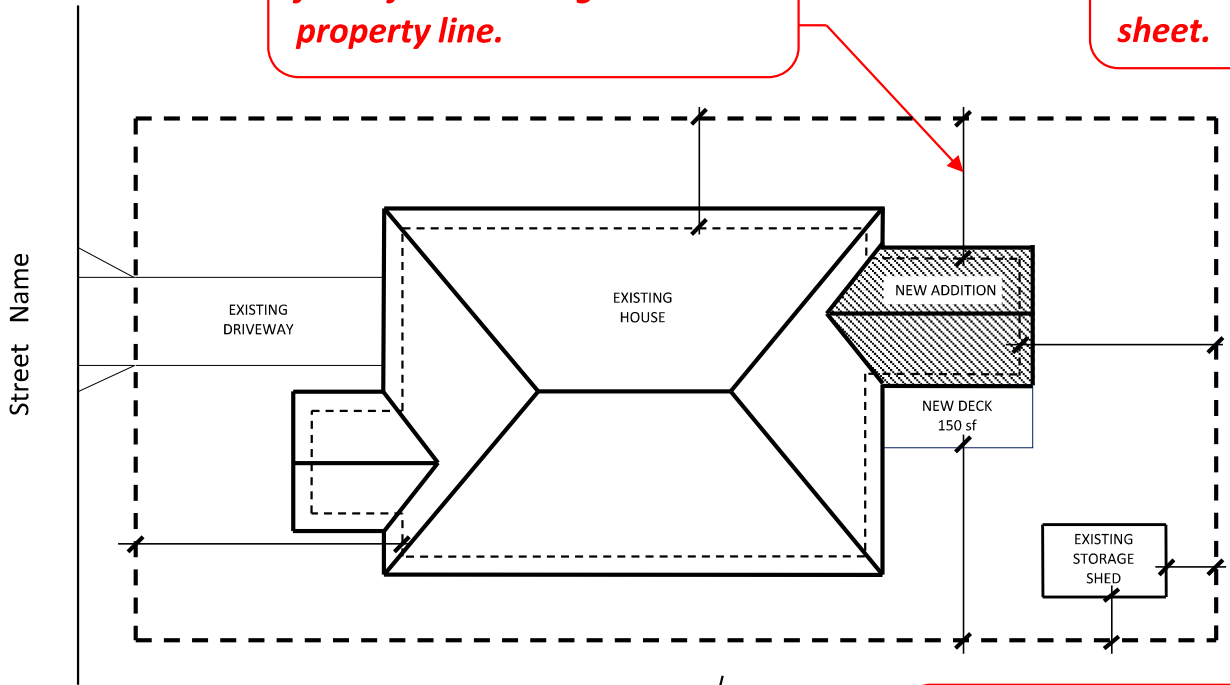 property line.
sheet.
Street Name
EXISTING
DRIVEWAY
EXISTING
HOUSE
NEW ADDITION
NEW DECK
150 sf
EXISTING
STORAGE
SHED